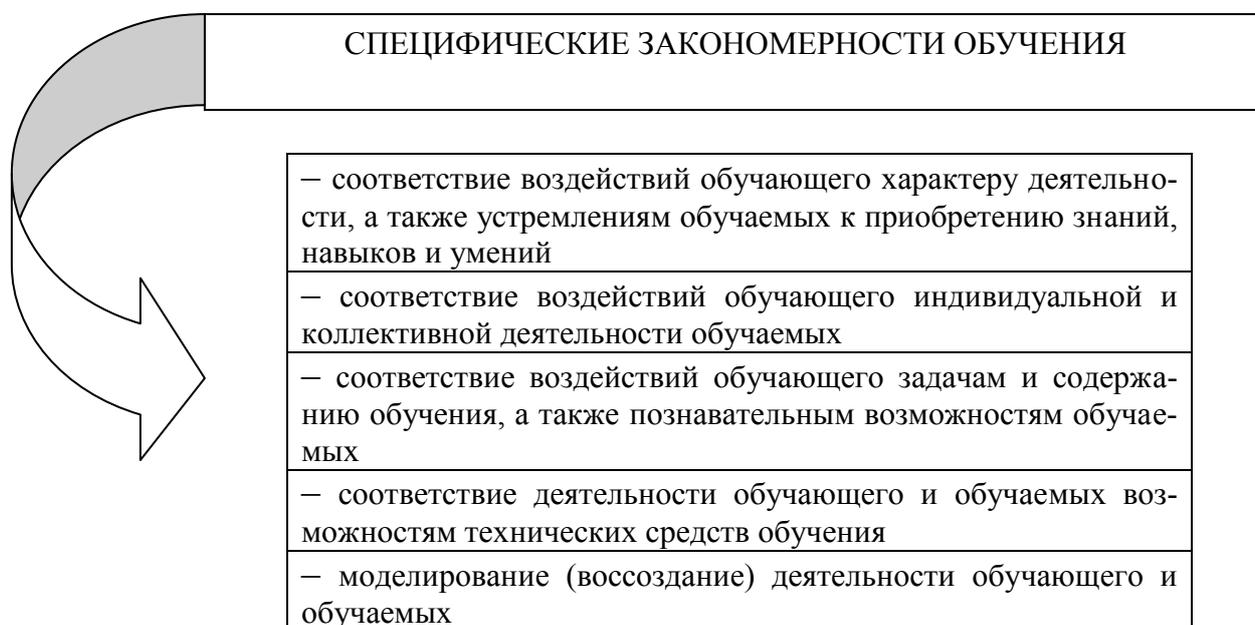 СПЕЦИФИЧЕСКИЕ ЗАКОНОМЕРНОСТИ ОБУЧЕНИЯ
– соответствие воздействий обучающего характеру деятельно-
сти, а также устремлениям обучаемых к приобретению знаний,
навыков и умений
– соответствие воздействий обучающего индивидуальной и
коллективной деятельности обучаемых
– соответствие воздействий обучающего задачам и содержа-
нию обучения, а также познавательным возможностям обучае-
мых
– соответствие деятельности обучающего и обучаемых воз-
можностям технических средств обучения
– моделирование (воссоздание) деятельности обучающего и
обучаемых